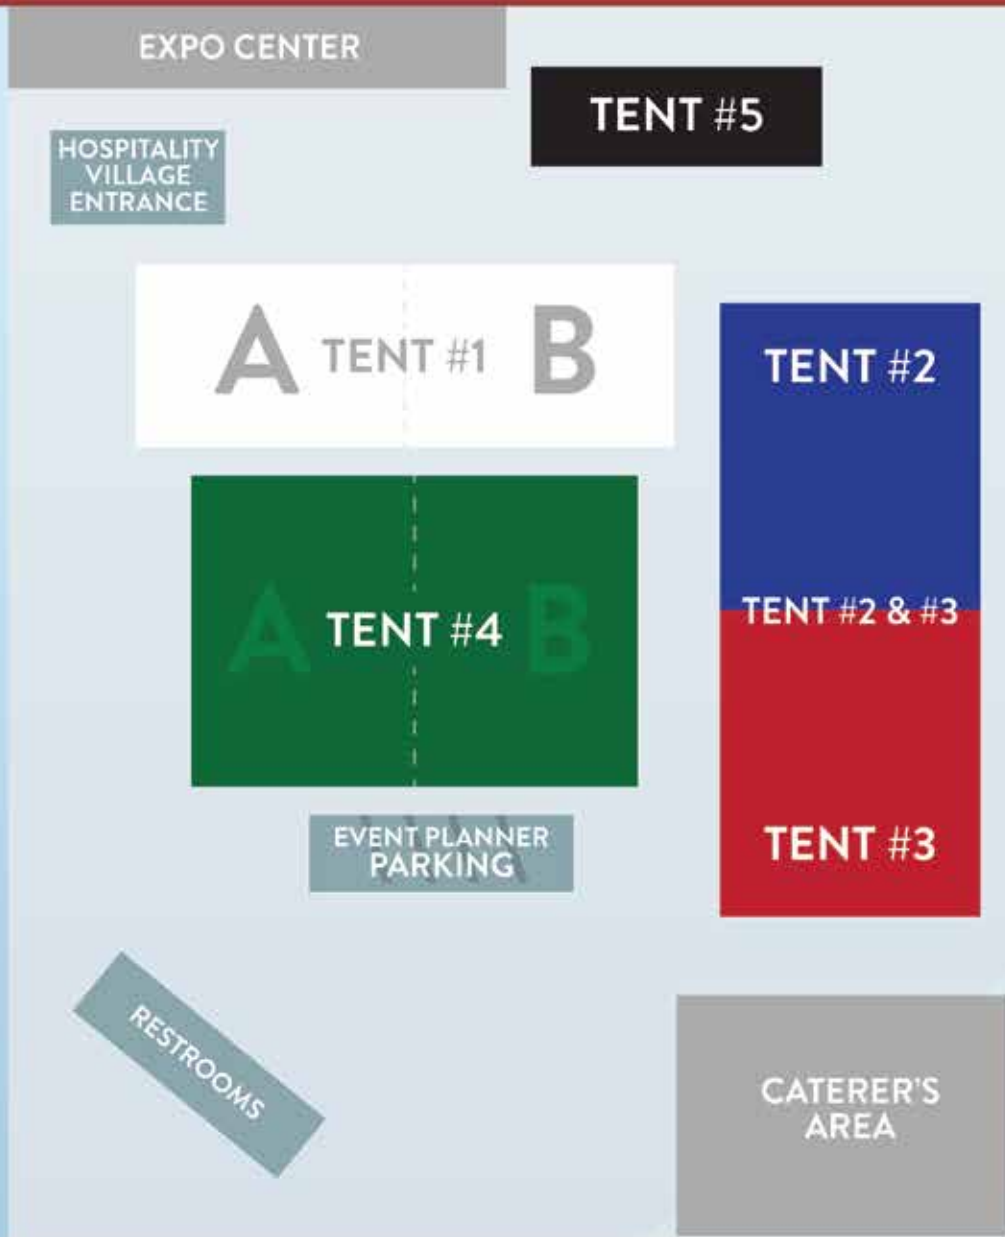 EXPO CENTER
TENT #5
HOSPITALITY
VILLAGE
ENTRANCE
A TENT #1 B
TENT #2
A TENT #4 B
TENT #2 & #3
EVENT PLANNER
PARKING
TENT #3
RESTROOMS
CATERER'S
AREA